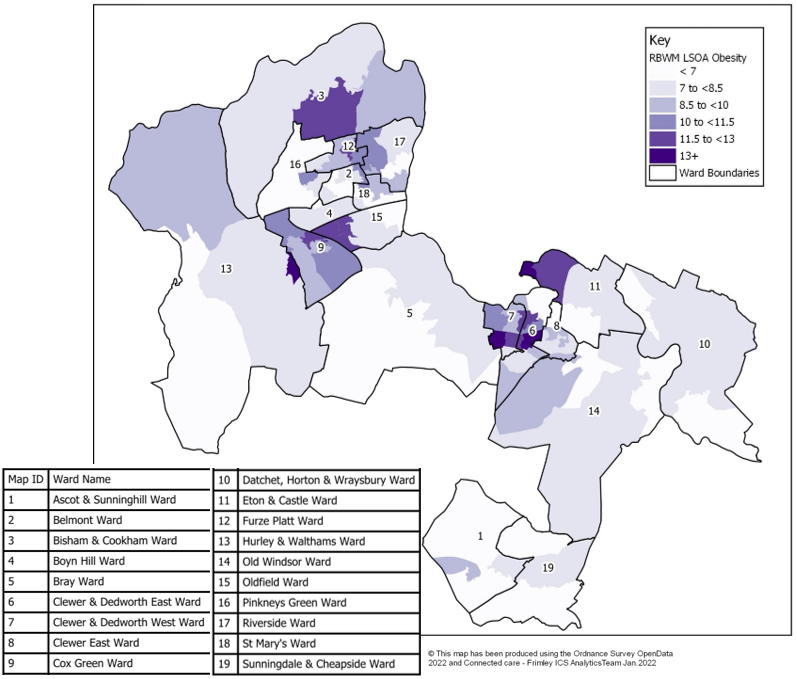 Key
RBWM LSOA Obesity
< 7
7 to <8.5
8.5 to <10
10 to <11.5
11.5 to <13
13+
Ward Boundaries
3
17
12
16
2
18
4
15
9
13
5
11
7
6
8
10
14
1
19
Map ID Ward Name
1 Ascot & Sunninghill Ward
2 Belmont Ward
3 Bisham & Cookham Ward
4 Boyn Hill Ward
5 Bray Ward
6 Clewer & Dedworth East Ward
7 Clewer & Dedworth West Ward
8 Clewer East Ward
9 Cox Green Ward
10 Datchet, Horton & Wraysbury Ward
11 Eton & Castle Ward
12 Furze Platt Ward
13 Hurley & Walthams Ward
14 Old Windsor Ward
15 Oldfield Ward
16 Pinkneys Green Ward
17 Riverside Ward
18 St Mary's Ward
19 Sunningdale & Cheapside Ward
© This map has been produced using the Ordnance Survey OpenData
2022 and Connected care - Frimley ICS AnalyticsTeam Jan.2022